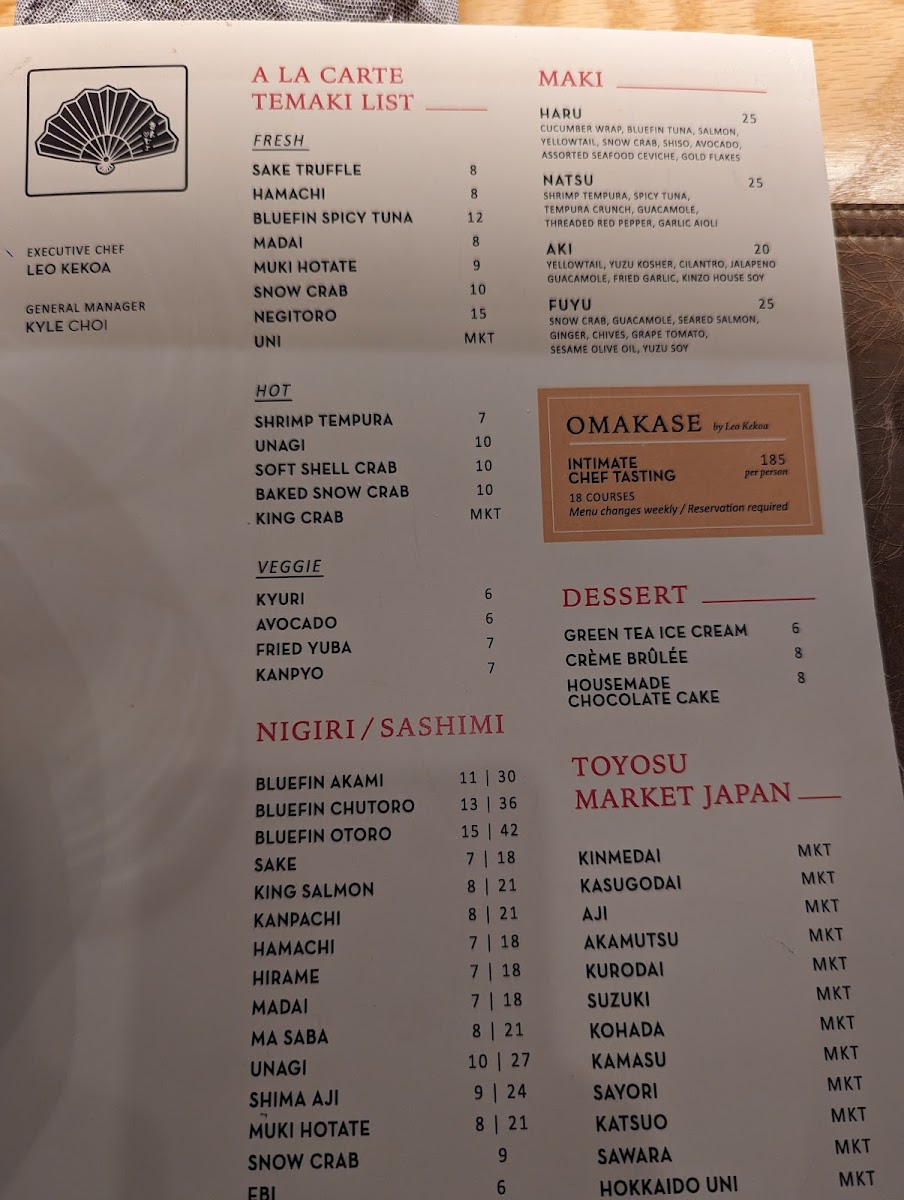 EXECUTIVE CHEF
LEO KEKOA
GENERAL MANAGER
KYLE CHOI
A LA CARTE
TEMAKI LIST
FRESH
SAKE TRUFFLE 8
HAMACHI 8
BLUEFIN SPICY TUNA 12
MADAI 8
MUKI HOTATE 9
SNOW CRAB 10
NEGITORO 15
UNI MKT
HOT
SHRIMP TEMPURA 7
UNAGI 10
SOFT SHELL CRAB 10
BAKED SNOW CRAB 10
KING CRAB MKT
VEGGIE
KYURI 6
AVOCADO 6
FRIED YUBA 7
KANPYO 7
NIGIRI / SASHIMI
BLUEFIN AKAMI 11 | 30
BLUEFIN CHUTORO 13 | 36
BLUEFIN OTORO 15 | 42
SAKE 7 | 18
KING SALMON 8 | 21
KANPACHI 8 | 21
HAMACHI 7 | 18
HIRAME 7 | 18
MADAI 7 | 18
MA SABA 8 | 21
UNAGI 10 | 27
SHIMA AJI 9 | 24
MUKI HOTATE 8 | 21
SNOW CRAB 9
EBI 6
MAKI
HARU 25
CUCUMBER WRAP, BLUEFIN TUNA, SALMON,
YELLOWTAIL, SNOW CRAB, SHISO, AVOCADO,
ASSORTED SEAFOOD CEVICHE, GOLD FLAKES
NATSU 25
SHRIMP TEMPURA, SPICY TUNA,
TEMPURA CRUNCH, GUACAMOLE,
THREADED RED PEPPER, GARLIC AIOLI
AKI 20
YELLOWTAIL, YUZU KOSHER, CILANTRO, JALAPENO
GUACAMOLE, FRIED GARLIC, KINZO HOUSE SOY
FUYU 25
SNOW CRAB, GUACAMOLE, SEARED SALMON,
GINGER, CHIVES, GRAPE TOMATO,
SESAME OLIVE OIL, YUZU SOY
OMAKASE by Leo Kekoa
INTIMATE 185
CHEF TASTING per person
18 COURSES
Menu changes weekly / Reservation required
DESSERT
GREEN TEA ICE CREAM 6
CRÈME BRÛLÉE 8
HOUSEMADE 8
CHOCOLATE CAKE
TOYOSU
MARKET JAPAN
KINMEDAI MKT
KASUGODAI MKT
AJI MKT
AKAMUTSU MKT
KURODAI MKT
SUZUKI MKT
KOHADA MKT
KAMASU MKT
SAYORI MKT
KATSUO MKT
SAWARA MKT
HOKKAIDO UNI MKT